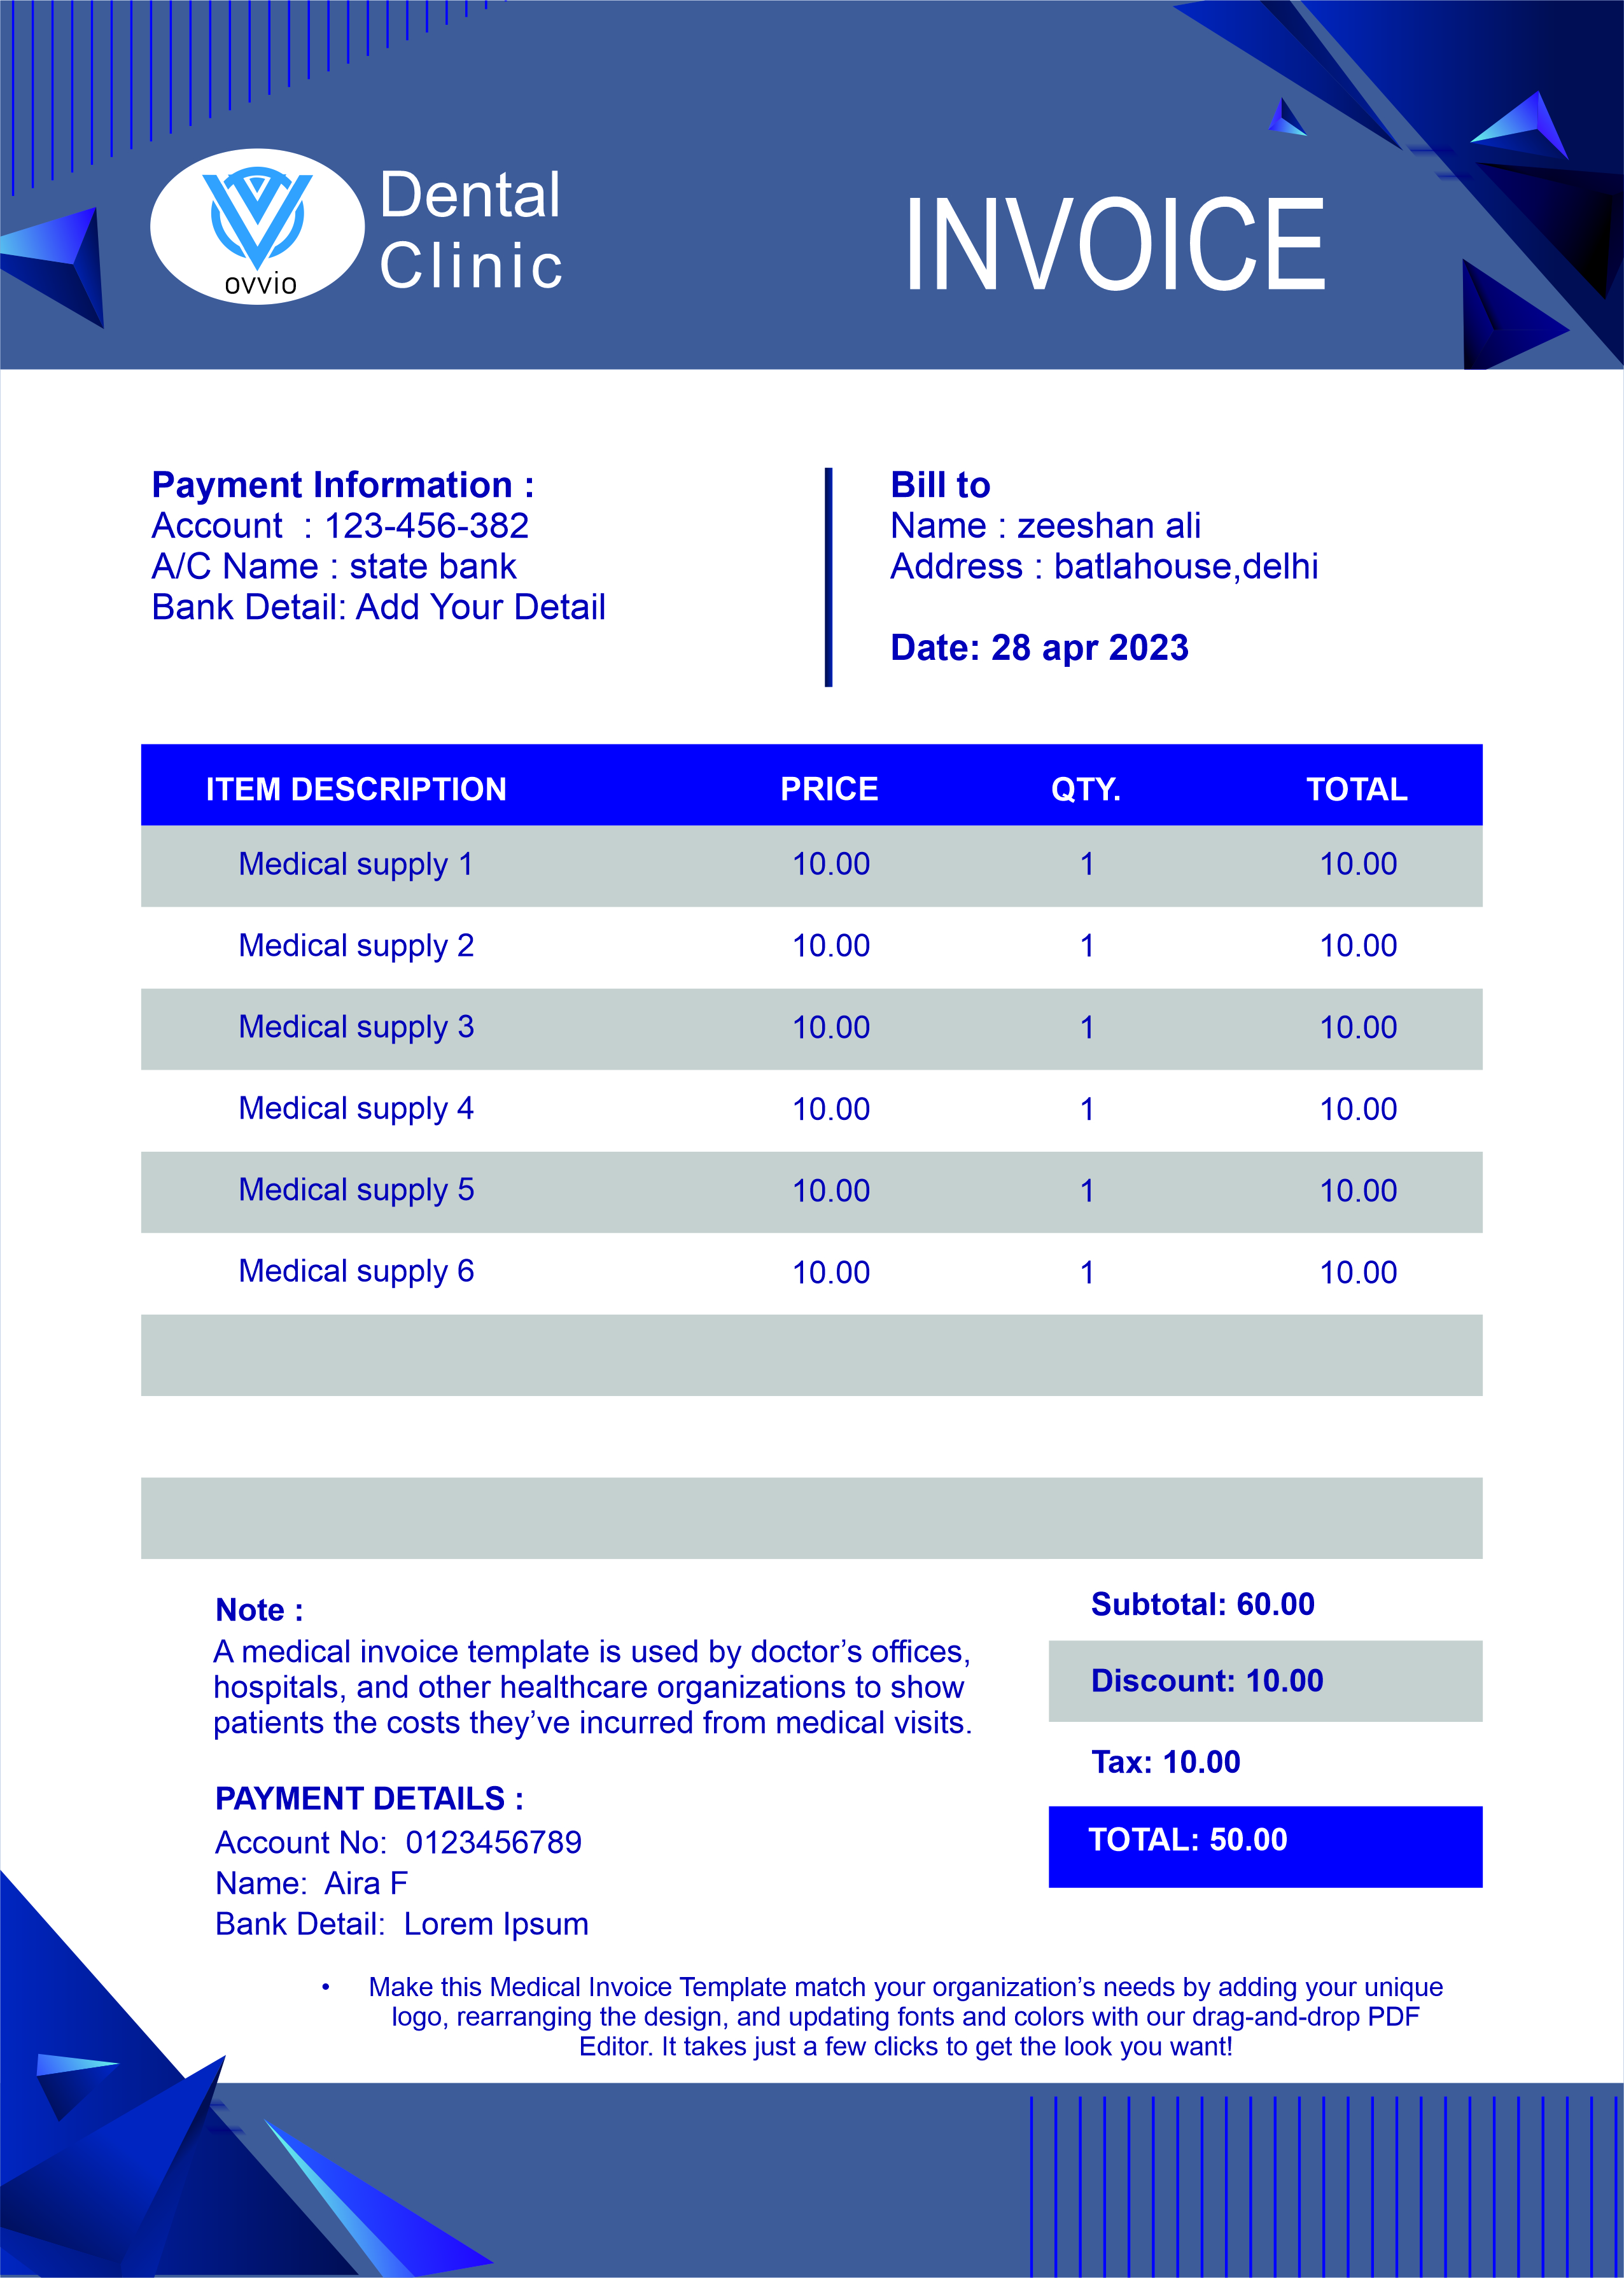 ovvio
Dental
Clinic
INVOICE
Payment Information :
Account  : 123-456-382
A/C Name : state bank
Bank Detail: Add Your Detail
Bill to
Name : zeeshan ali
Address : batlahouse,delhi
Date: 28 apr 2023
ITEM DESCRIPTION PRICE QTY. TOTAL
Medical supply 1 10.00 1 10.00
Medical supply 2 10.00 1 10.00
Medical supply 3 10.00 1 10.00
Medical supply 4 10.00 1 10.00
Medical supply 5 10.00 1 10.00
Medical supply 6 10.00 1 10.00
Subtotal: 60.00
Discount: 10.00
Tax: 10.00
TOTAL: 50.00
Note :
A medical invoice template is used by doctor’s offices,
hospitals, and other healthcare organizations to show
patients the costs they’ve incurred from medical visits.
PAYMENT DETAILS :
Account No:  0123456789
Name:  Aira F
Bank Detail:  Lorem Ipsum
• Make this Medical Invoice Template match your organization’s needs by adding your unique
logo, rearranging the design, and updating fonts and colors with our drag-and-drop PDF
Editor. It takes just a few clicks to get the look you want!